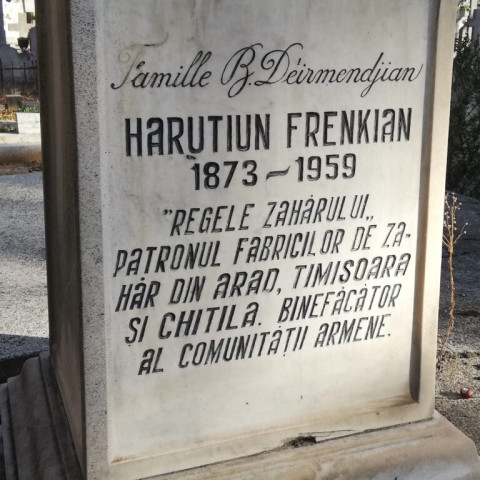 Famille B. Deirmendjian
HARUTIUN FRENKIAN
1873 ~ 1959
"REGELE ZAHĂRULUI„
PATRONUL FABRICILOR DE ZA-
HĂR DIN ARAD, TIMIȘOARA
ȘI CHITILA. BINEFĂCĂTOR
AL COMUNITĂȚII ARMENE.